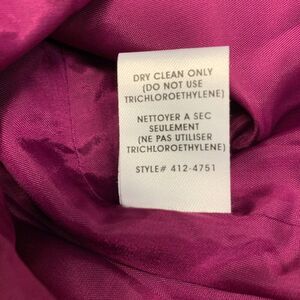 DRY CLEAN ONLY
(DO NOT USE
TRICHLOROETHYLENE)
NETTOYER A SEC
SEULEMENT
(NE PAS UTILISER
TRICHLOROETHYLENE)
STYLE# 412-4751